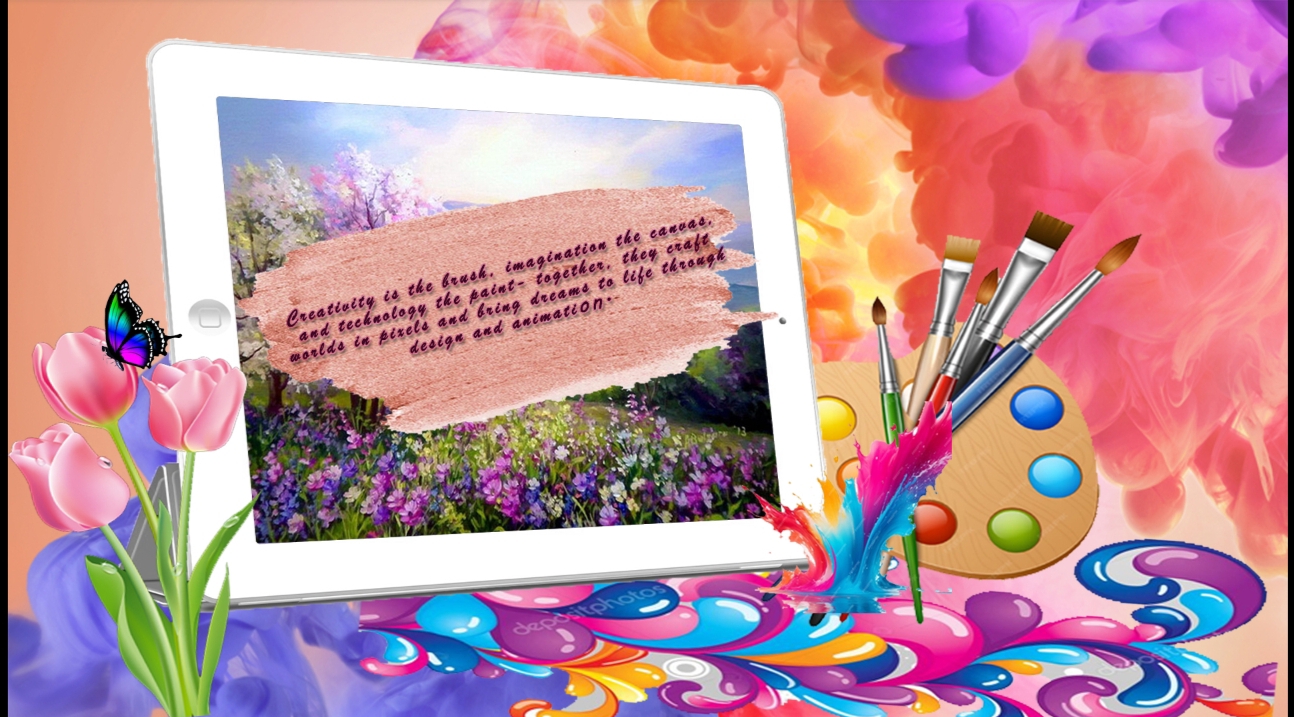 Creativity is the brush, imagination the canvas,
and technology the paint- together, they craft
worlds in pixels and bring dreams to life through
design and animation.
depositphotos